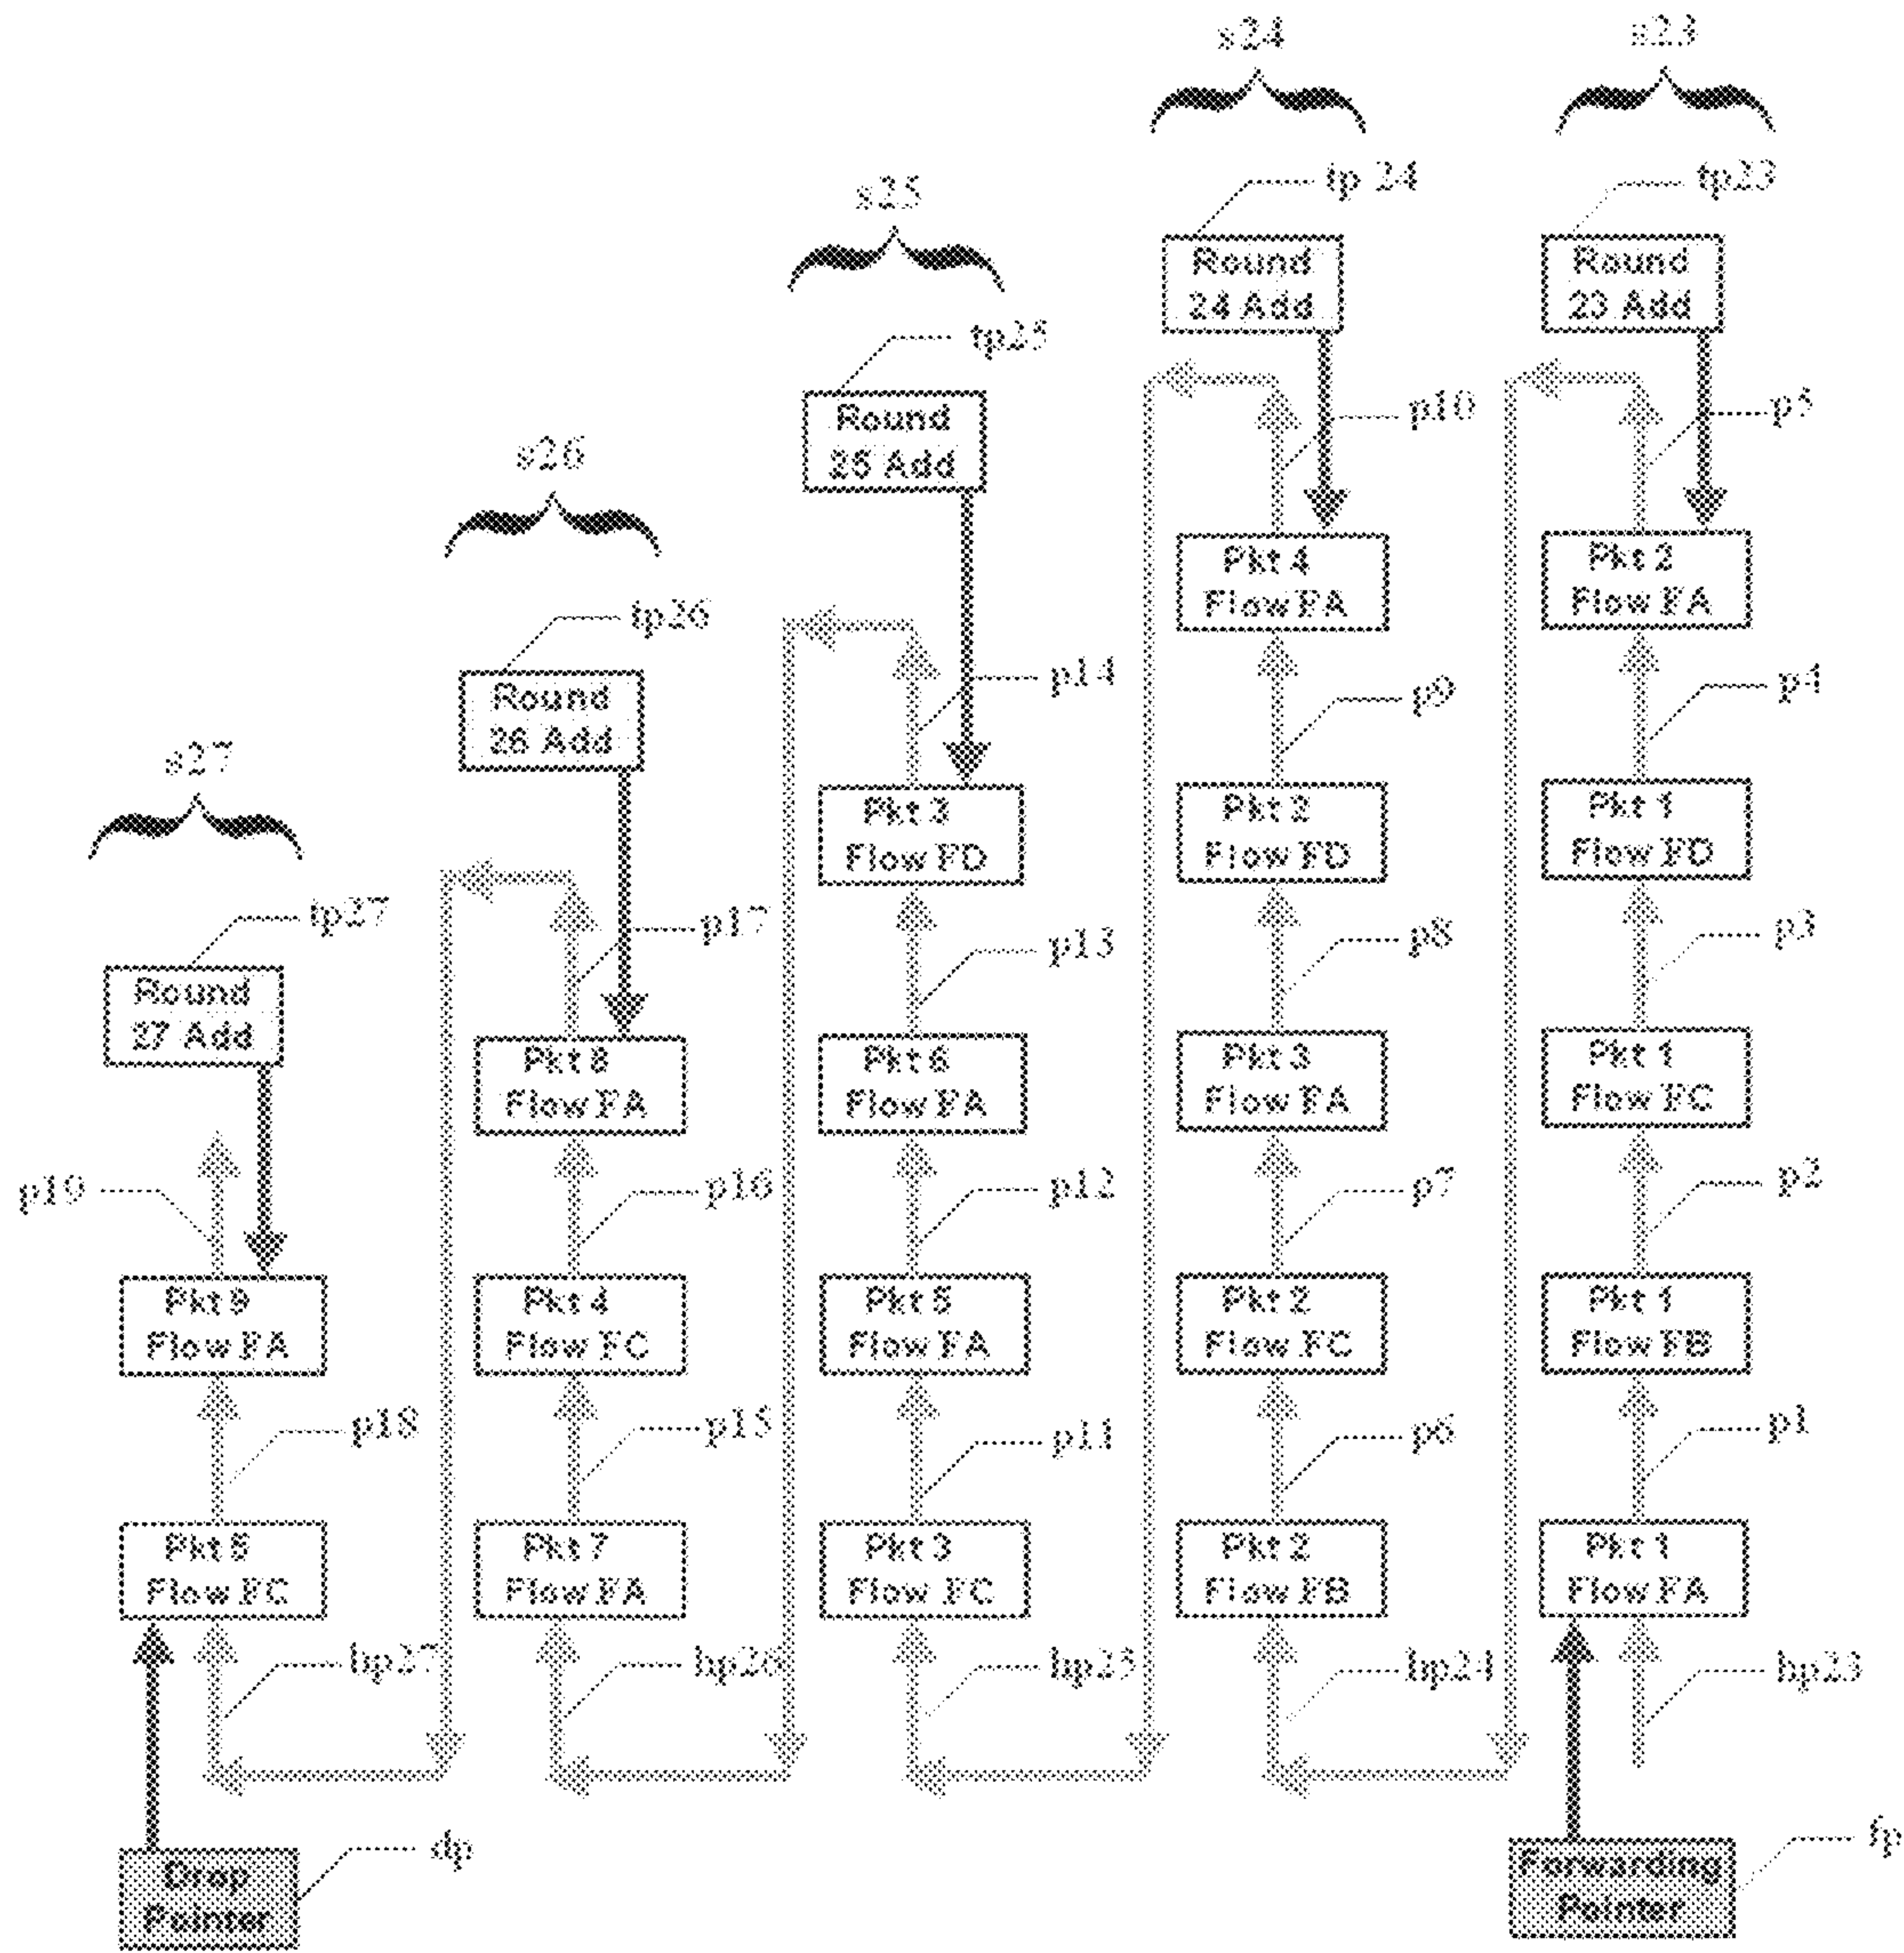 s24
s23
tp 24
tp23
s25
Round
24 Add
Round
23 Add
tp25
Round
25 Add
p10
p5
s26
Pkt 4
Flow FA
Pkt 2
Flow FA
tp26
Round
26 Add
p14
p9
p4
s27
Pkt 3
Flow FD
Pkt 2
Flow FD
Pkt 1
Flow FD
tp27
p17
p13
p8
p3
Round
27 Add
Pkt 8
Flow FA
Pkt 6
Flow FA
Pkt 3
Flow FA
Pkt 1
Flow FC
p19
p16
p12
p7
p2
Pkt 9
Flow FA
Pkt 4
Flow FC
Pkt 5
Flow FA
Pkt 2
Flow FC
Pkt 1
Flow FB
p18
p15
p11
p6
p1
Pkt 5
Flow FC
Pkt 7
Flow FA
Pkt 3
Flow FC
Pkt 2
Flow FB
Pkt 1
Flow FA
hp27
hp26
hp25
hp24
hp23
Drop
Pointer
dp
Forwarding
Pointer
fp